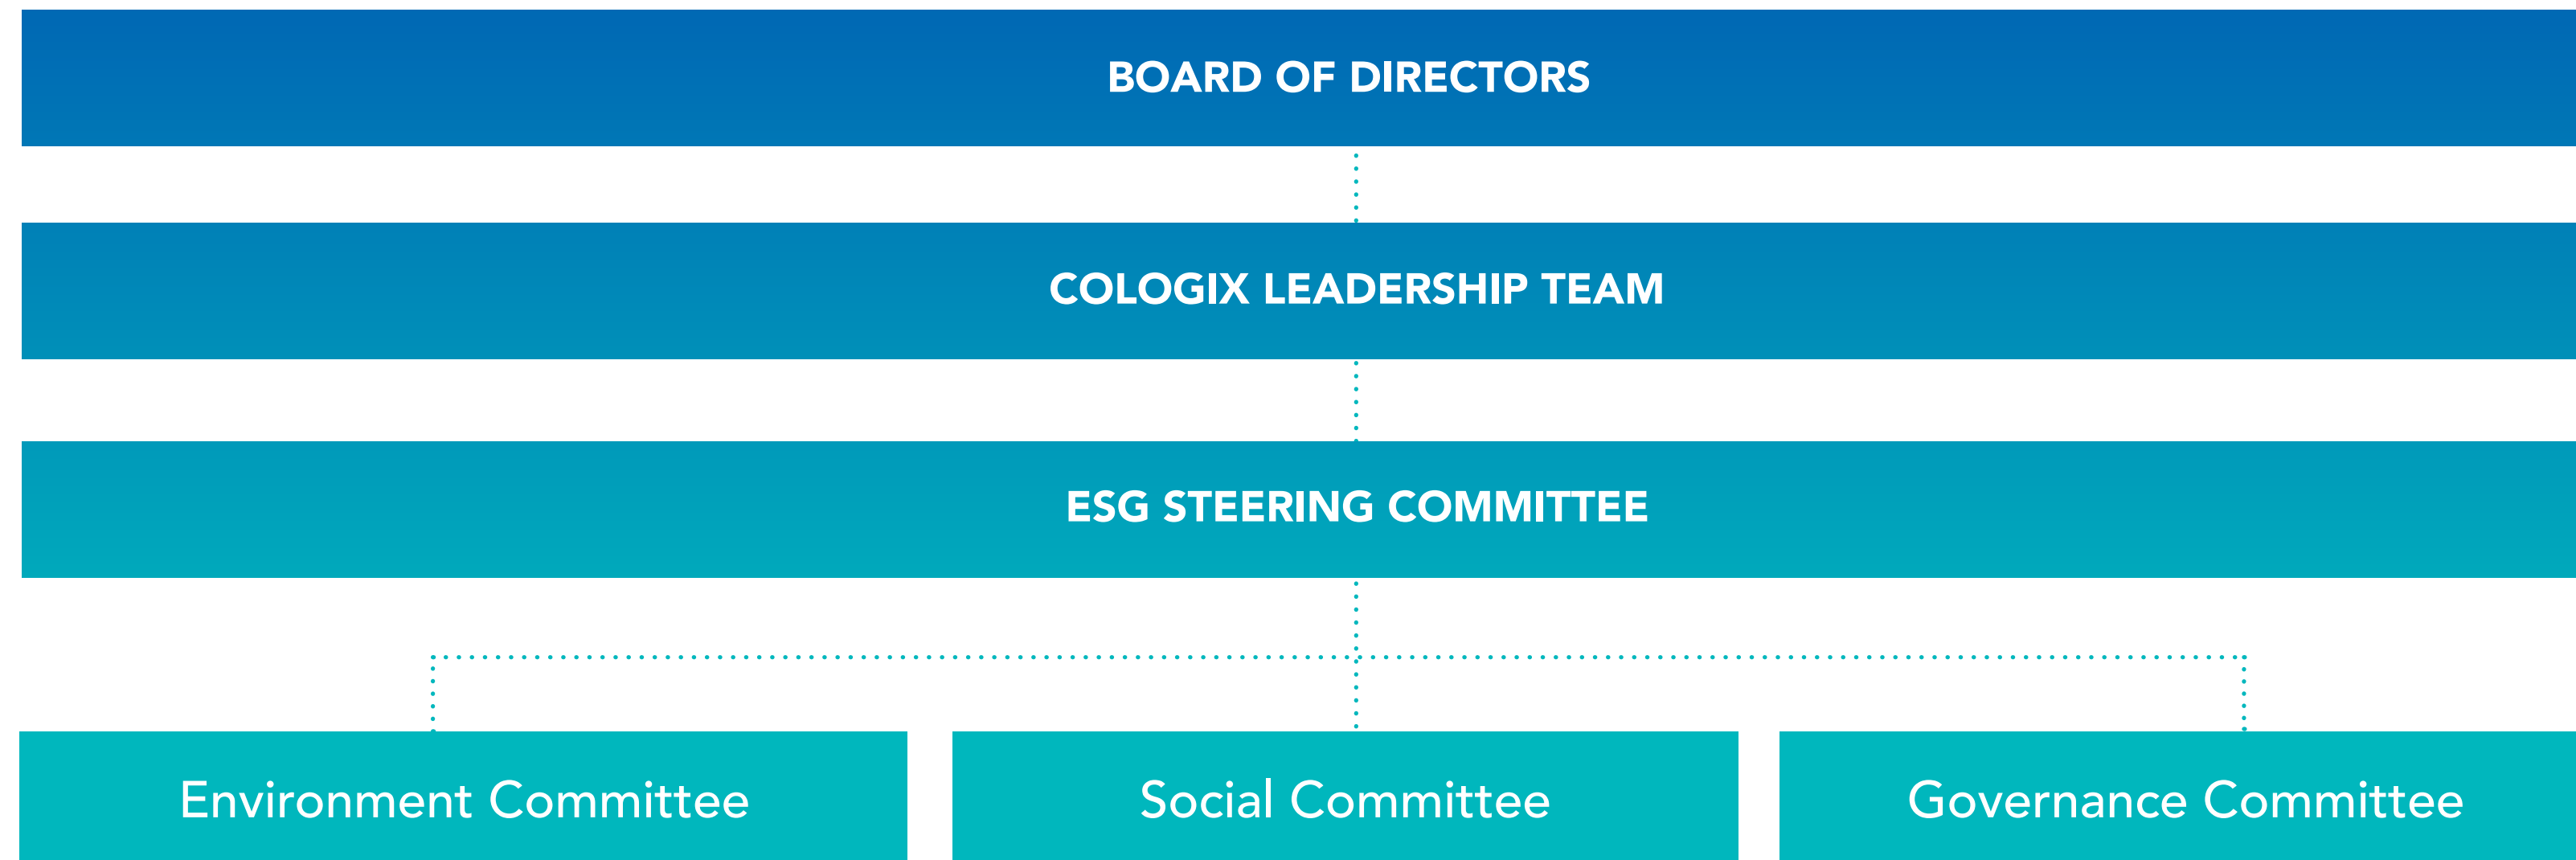 BOARD OF DIRECTORS
COLOGIX LEADERSHIP TEAM
ESG STEERING COMMITTEE
Environment Committee
Social Committee
Governance Committee